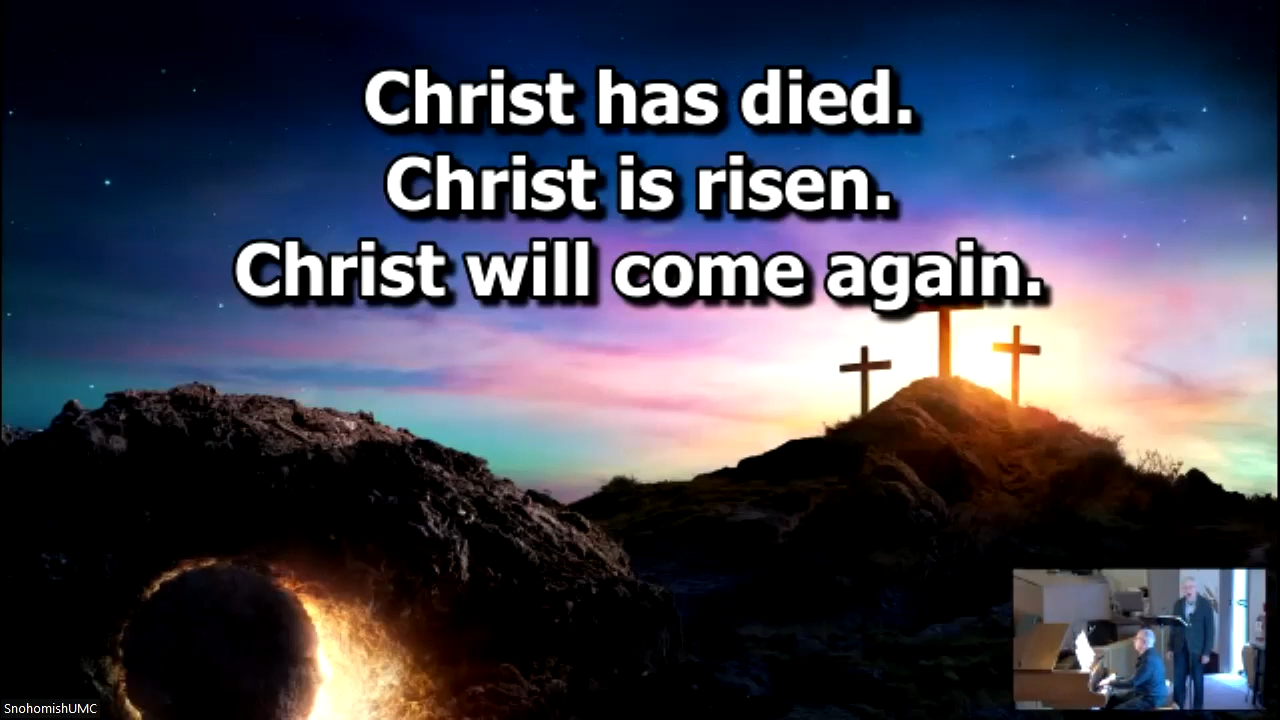 Christ has died.
Christ is risen.
Christ will come again.
SnohomishUMC